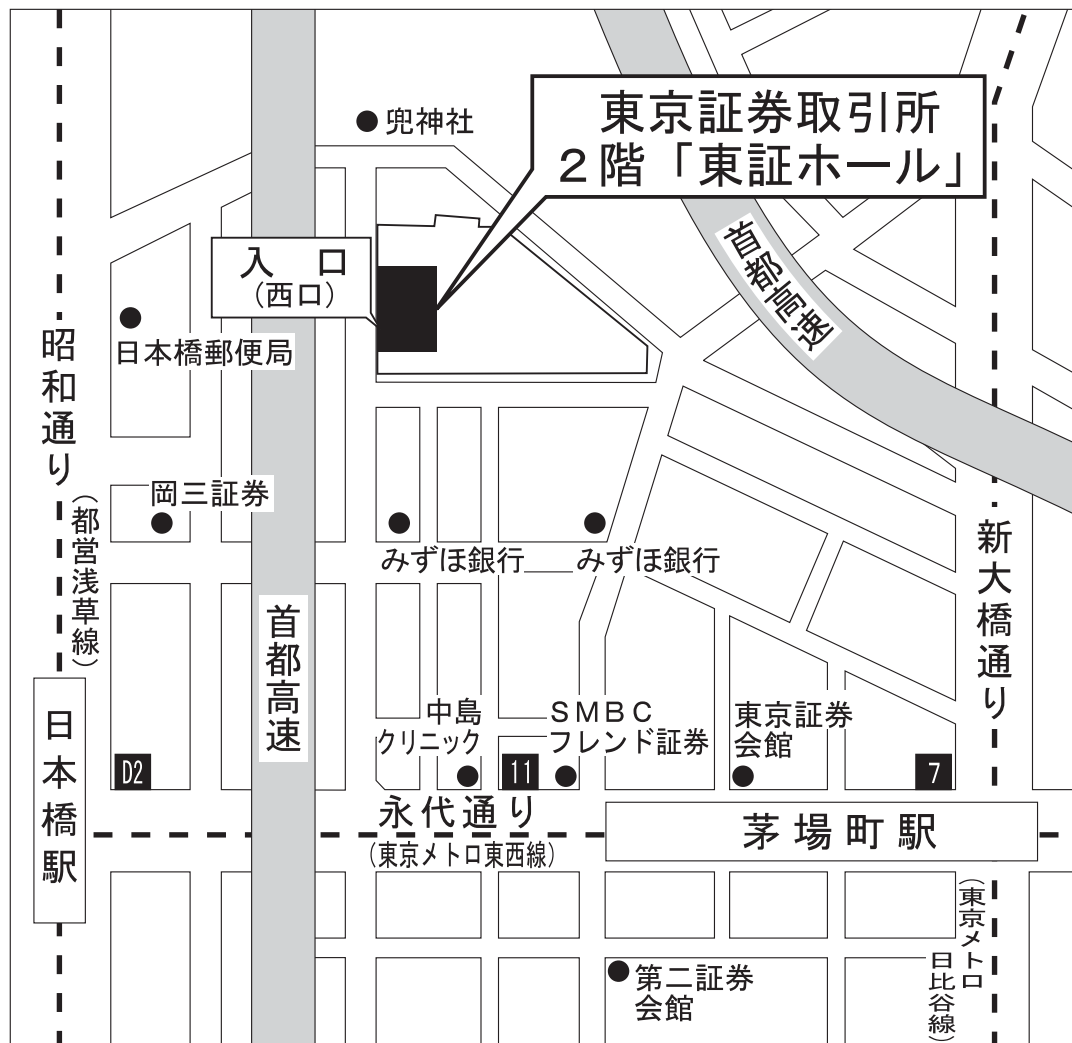 兜神社
東京証券取引所
２階「東証ホール」
入　口
（西口）
首都高速
日本橋郵便局
昭和通り
（都営浅草線）
岡三証券
みずほ銀行
みずほ銀行
新大橋通り
首都高速
日本橋駅
D2
中島
クリニック
11
ＳＭＢＣ
フレンド証券
東京証券
会館
7
永代通り
（東京メトロ東西線）
茅場町駅
（東京メトロ
日比谷線）
第二証券
会館